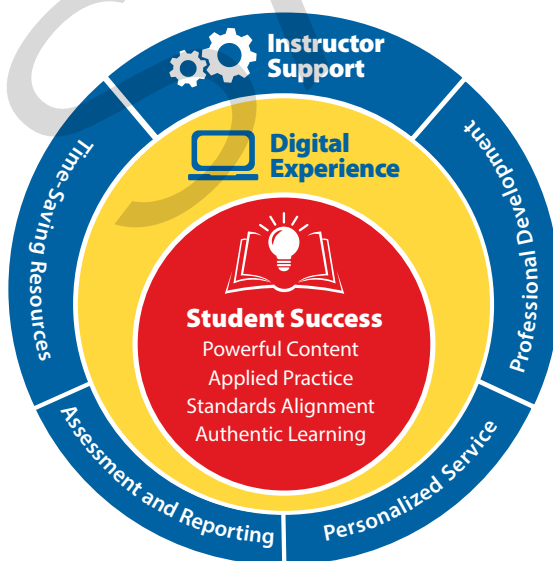 Instructor
Support
Digital
Experience
Student Success
Powerful Content
Applied Practice
Standards Alignment
Authentic Learning
Time-Saving Resources
Professional Development
Assessment and Reporting
Personalized Service